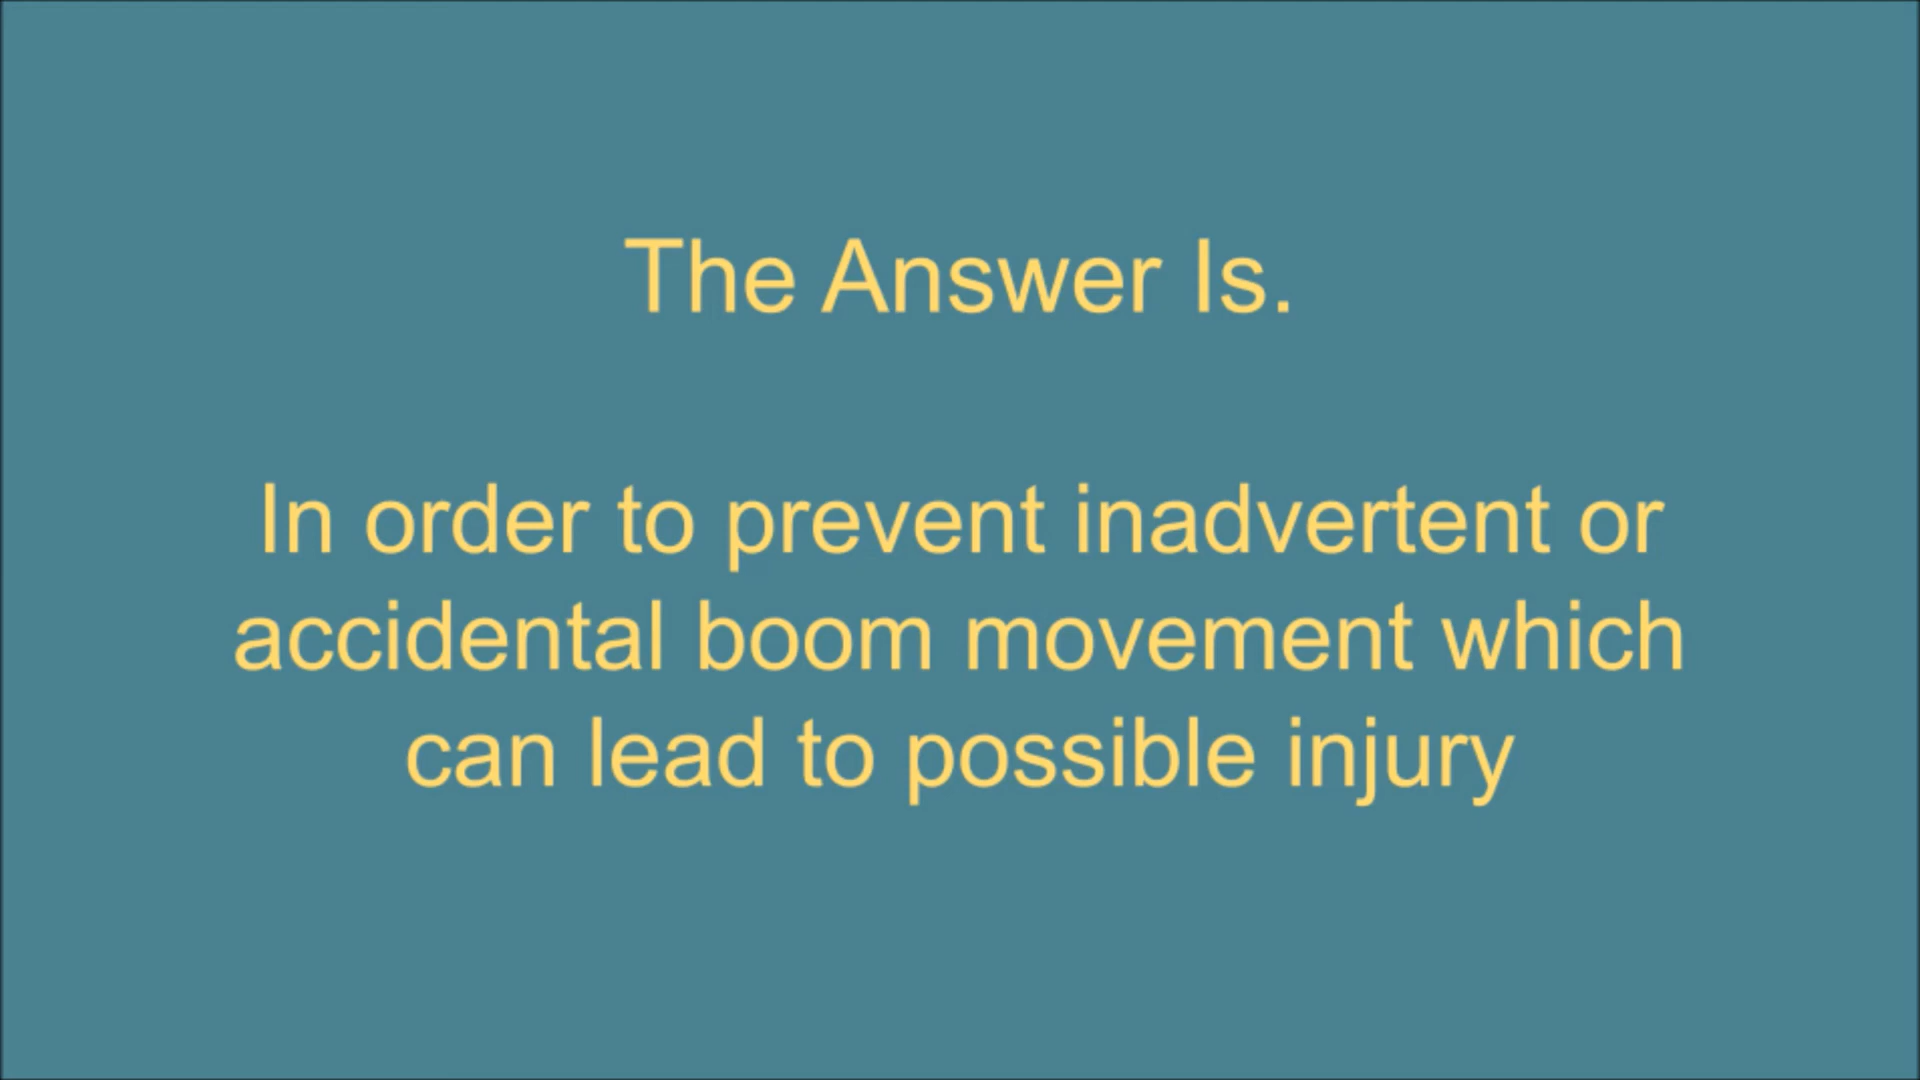 The Answer Is.
In order to prevent inadvertent or
accidental boom movement which
can lead to possible injury